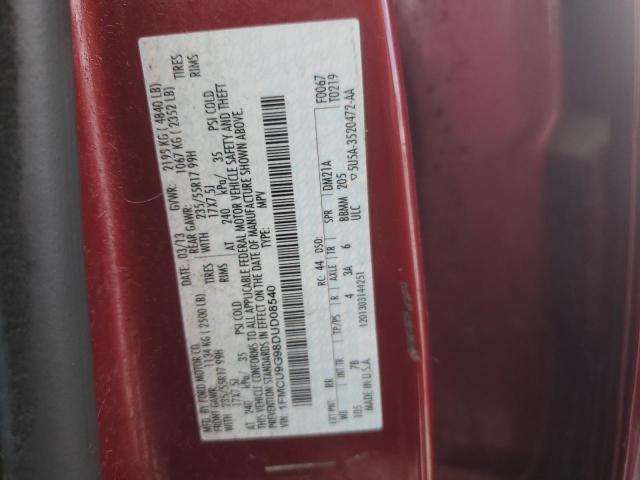 MFD. BY FORD MOTOR CO.
DATE: 03/13 GVWR: 2195 KG ( 4840 LB)
FRONT GAWR: 1134 KG ( 2500 LB) REAR GAWR: 1067 KG ( 2352 LB)
235/55R17 99H TIRES WITH 235/55R17 99H TIRES
17X7.5J RIMS 17X7.5J RIMS
AT 240 kPa/ 35 PSI COLD AT 240 kPa/ 35 PSI COLD
THIS VEHICLE CONFORMS TO ALL APPLICABLE FEDERAL MOTOR VEHICLE SAFETY AND THEFT
PREVENTION STANDARDS IN EFFECT ON THE DATE OF MANUFACTURE SHOWN ABOVE.
VIN: 1FMCU9G98DUD08540 TYPE: MPV
F0067
T0219
EXT PNT: RR RC: 44 DSO:
WB INT TR TP/PS R AXLE TR SPR DM21A
105 7B 4 3A 6 BBMM 205
ULC ▽5U5A-3520472-AA
MADE IN U.S.A. 1201303144251